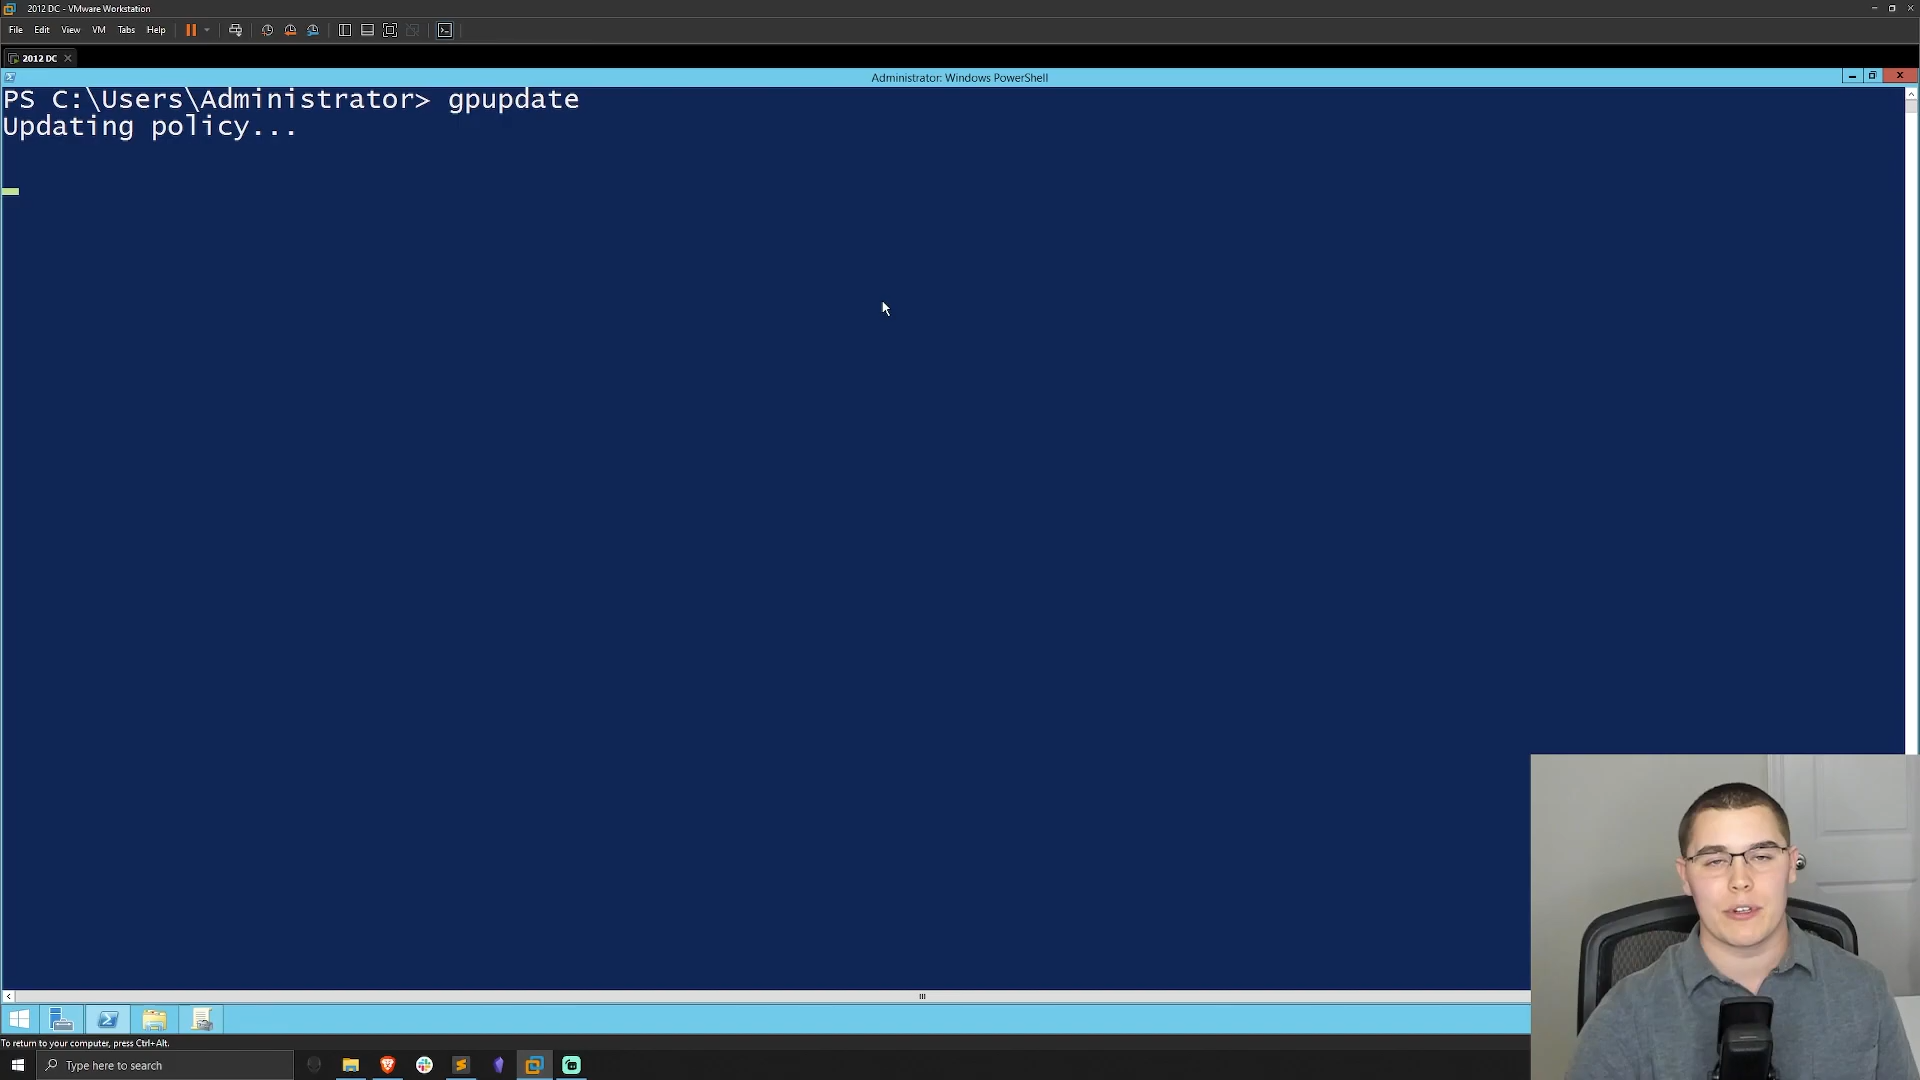 2012 DC - VMware Workstation
File Edit View VM Tabs Help
2012 DC
Administrator: Windows PowerShell
PS C:\Users\Administrator> gpupdate
Updating policy...
To return to your computer, press Ctrl+Alt.
Type here to search